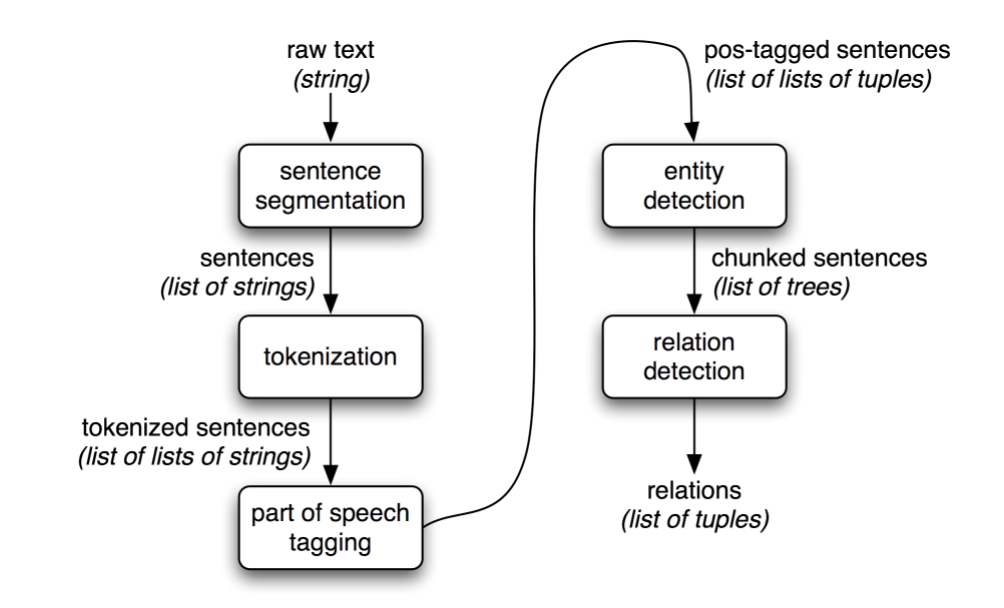 raw text
(string)
sentence
segmentation
sentences
(list of strings)
tokenization
tokenized sentences
(list of lists of strings)
part of speech
tagging
pos-tagged sentences
(list of lists of tuples)
entity
detection
chunked sentences
(list of trees)
relation
detection
relations
(list of tuples)